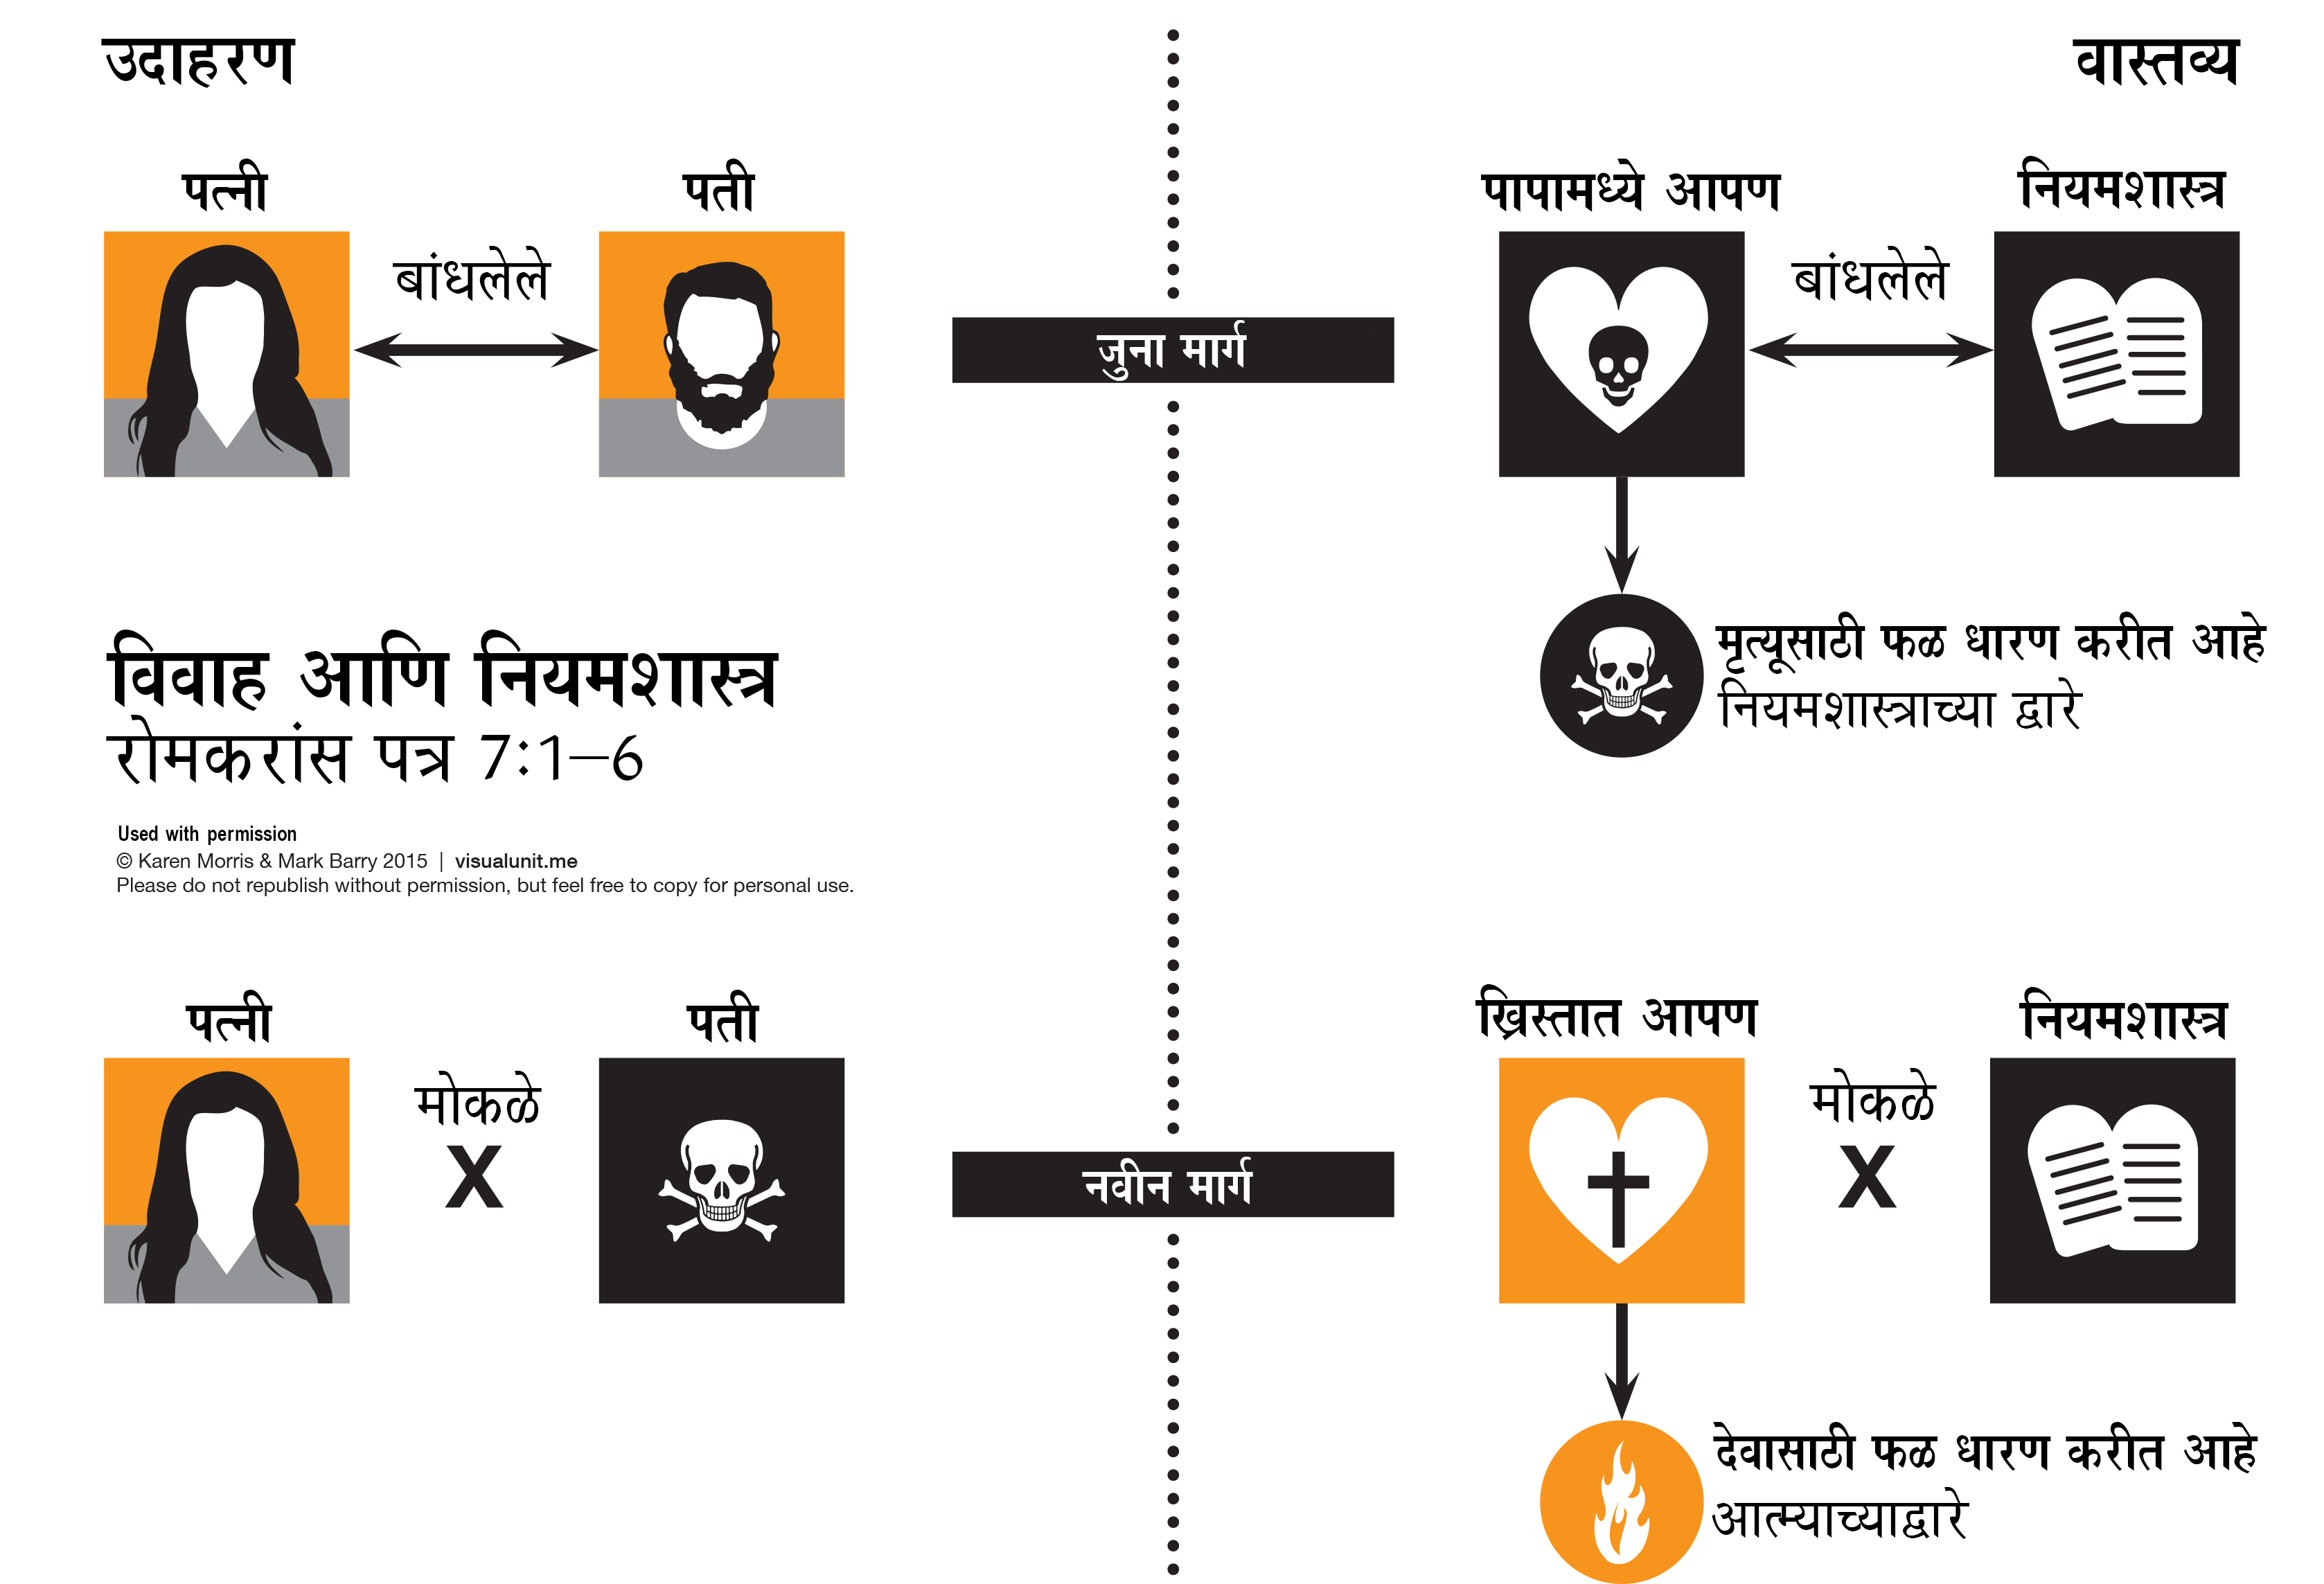 उदाहरण
वास्तव्य
पत्नी
पती
बांधलेले
जुना मार्ग
पापामध्ये आपण
नियमशास्त्र
बांधलेले
मृत्यूसाठी फळ धारण करीत आहे
नियमशास्त्राच्या द्वारे
विवाह आणि नियमशास्त्र
रोमकरांस पत्र 7:1–6
Used with permission
© Karen Morris & Mark Barry 2015 | visualunit.me
Please do not republish without permission, but feel free to copy for personal use.
पत्नी
पती
मोकळे
X
नवीन मार्ग
ख्रिस्तात आपण
नियमशास्त्र
मोकळे
X
देवासाठी फळ धारण करीत आहे
आत्म्याच्याद्वारे